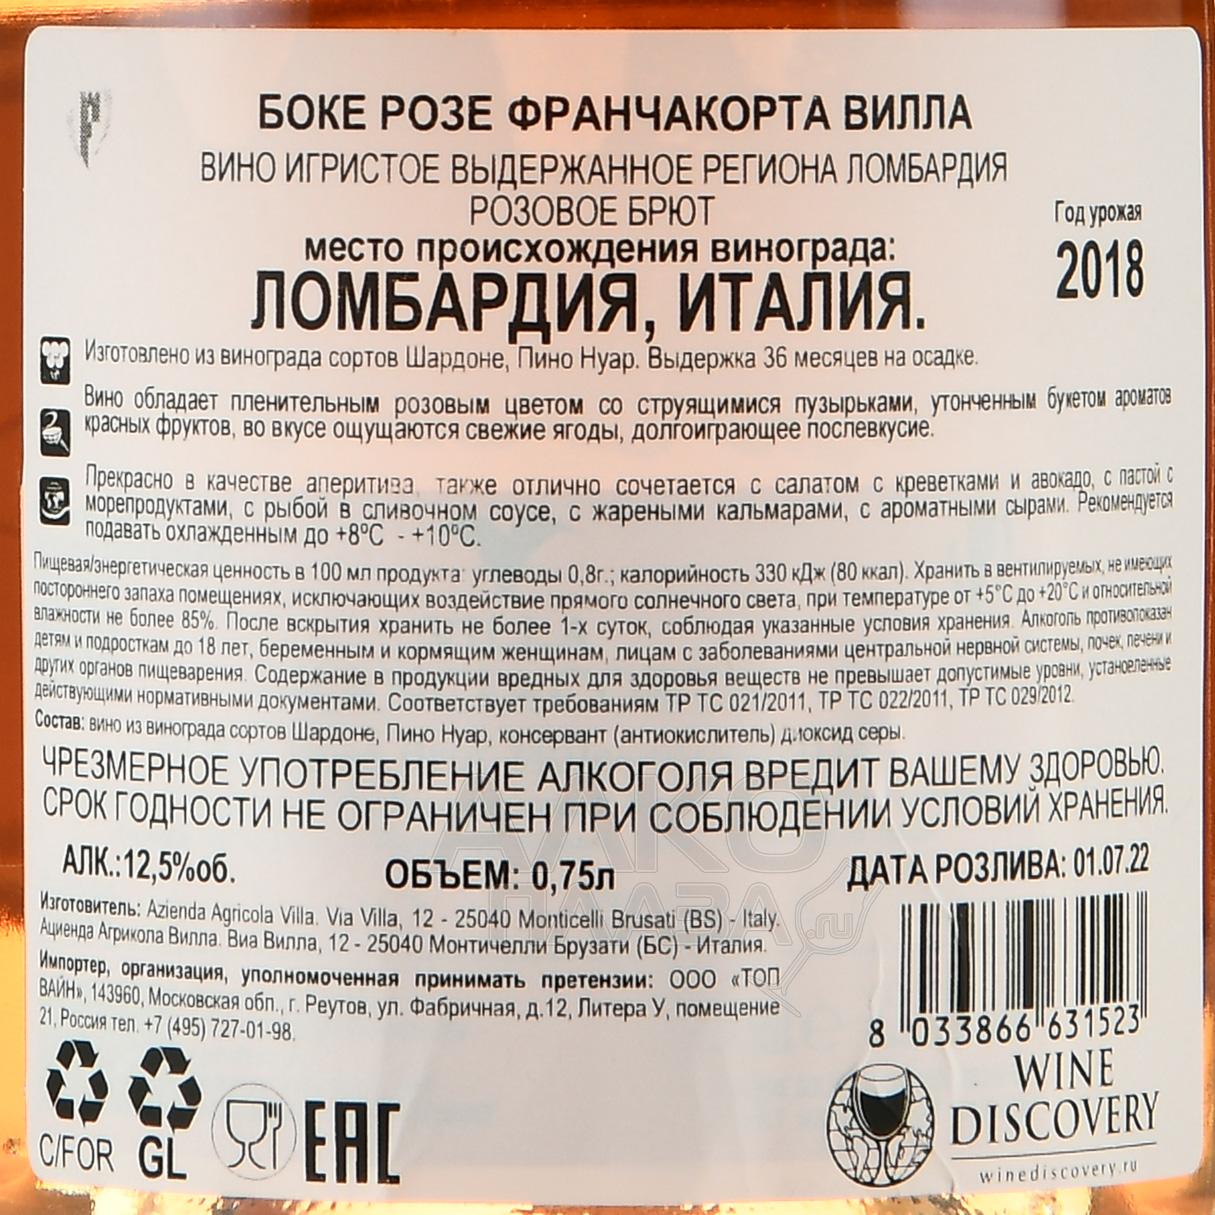 БОКЕ РОЗЕ ФРАНЧАКОРТА ВИЛЛА
ВИНО ИГРИСТОЕ ВЫДЕРЖАННОЕ РЕГИОНА ЛОМБАРДИЯ
РОЗОВОЕ БРЮТ
Год урожая
место происхождения винограда:
2018
ЛОМБАРДИЯ, ИТАЛИЯ.
Изготовлено из винограда сортов Шардоне, Пино Нуар. Выдержка 36 месяцев на осадке.
Вино обладает пленительным розовым цветом со струящимися пузырьками, утонченным букетом ароматов
красных фруктов, во вкусе ощущаются свежие ягоды, долгоиграющее послевкусие.
Прекрасно в качестве аперитива, также отлично сочетается с салатом с креветками и авокадо, с пастой с
морепродуктами, с рыбой в сливочном соусе, с жареными кальмарами, с ароматными сырами. Рекомендуется
подавать охлажденным до +8°C - +10°C.
Пищевая/энергетическая ценность в 100 мл продукта: углеводы 0,8г.; калорийность 330 кДж (80 ккал). Хранить в вентилируемых, не имеющих
постороннего запаха помещениях, исключающих воздействие прямого солнечного света, при температуре от +5°С до +20°С и относительной
влажности не более 85%. После вскрытия хранить не более 1-х суток, соблюдая указанные условия хранения. Алкоголь противопоказан
детям и подросткам до 18 лет, беременным и кормящим женщинам, лицам с заболеваниями центральной нервной системы, почек, печени и
других органов пищеварения. Содержание в продукции вредных для здоровья веществ не превышает допустимые уровни, установленные
действующими нормативными документами. Соответствует требованиям ТР ТС 021/2011, ТР ТС 022/2011, ТР ТС 029/2012.
Состав: вино из винограда сортов Шардоне, Пино Нуар, консервант (антиокислитель) диоксид серы.
ЧРЕЗМЕРНОЕ УПОТРЕБЛЕНИЕ АЛКОГОЛЯ ВРЕДИТ ВАШЕМУ ЗДОРОВЬЮ.
СРОК ГОДНОСТИ НЕ ОГРАНИЧЕН ПРИ СОБЛЮДЕНИИ УСЛОВИЙ ХРАНЕНИЯ.
АЛК.:12,5%об.
ОБЪЕМ: 0,75л
ДАТА РОЗЛИВА: 01.07.22
АЛКО
НЛАВА.ru
Изготовитель: Azienda Agricola Villa. Via Villa, 12 - 25040 Monticelli Brusati (BS) - Italy.
Ациенда Агрикола Вилла. Виа Вилла, 12 - 25040 Монтичелли Брузати (БС) - Италия.
Импортер, организация, уполномоченная принимать претензии: ООО «ТОП
ВАЙН», 143960, Московская обл., г. Реутов, ул. Фабричная, д.12, Литера У, помещение
21, Россия тел. +7 (495) 727-01-98.
8 033866 631523
C/FOR
GL
EAC
WINE
DISCOVERY
winediscovery.ru